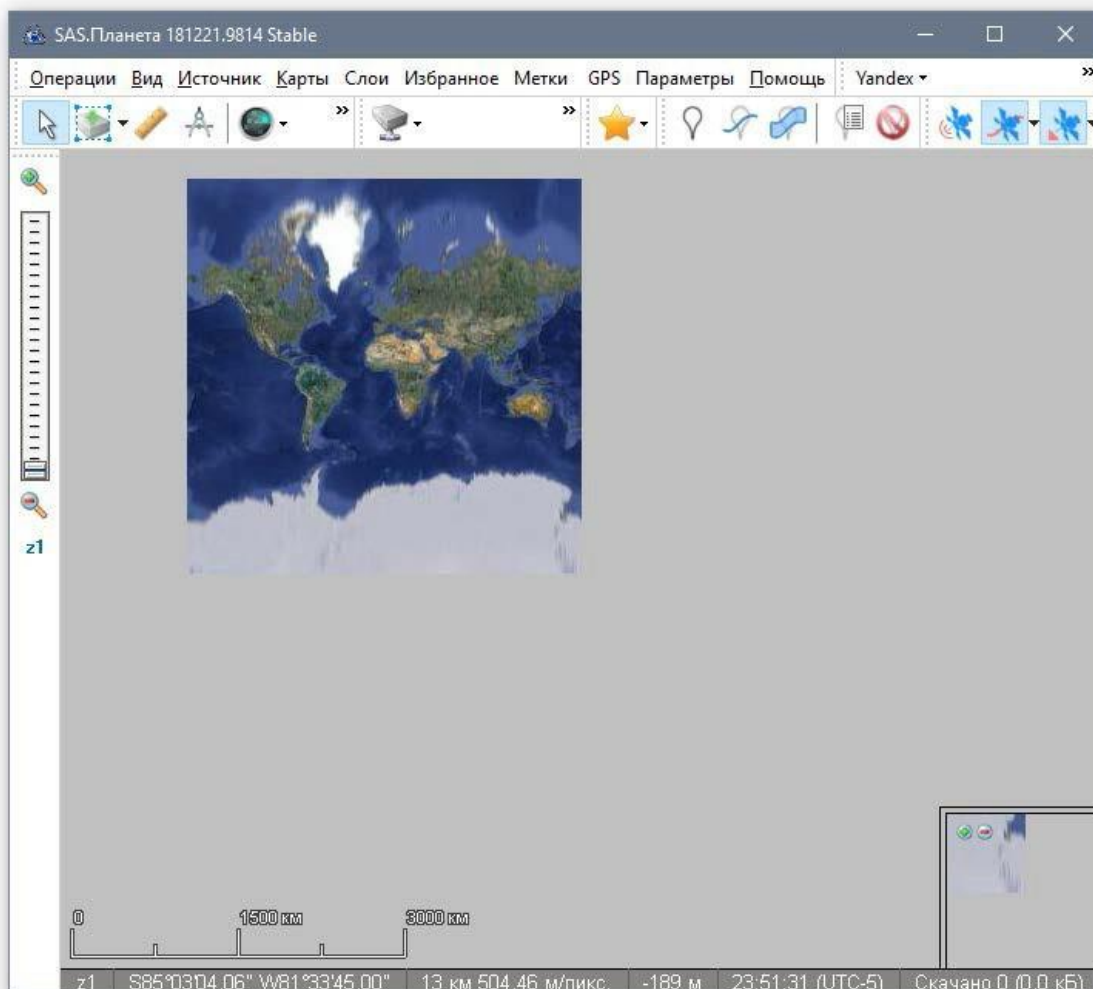 SAS.Планета 181221.9814 Stable
Операции Вид Источник Карты Слои Избранное Метки GPS Параметры Помощь Yandex
z1
0 1500 км 3000 км
z1 S85°03'04.06" W81°33'45.00" 13 км 504.46 м/пикс. -189 м 23:51:31 (UTC-5) Скачано 0 (0.0 кБ)